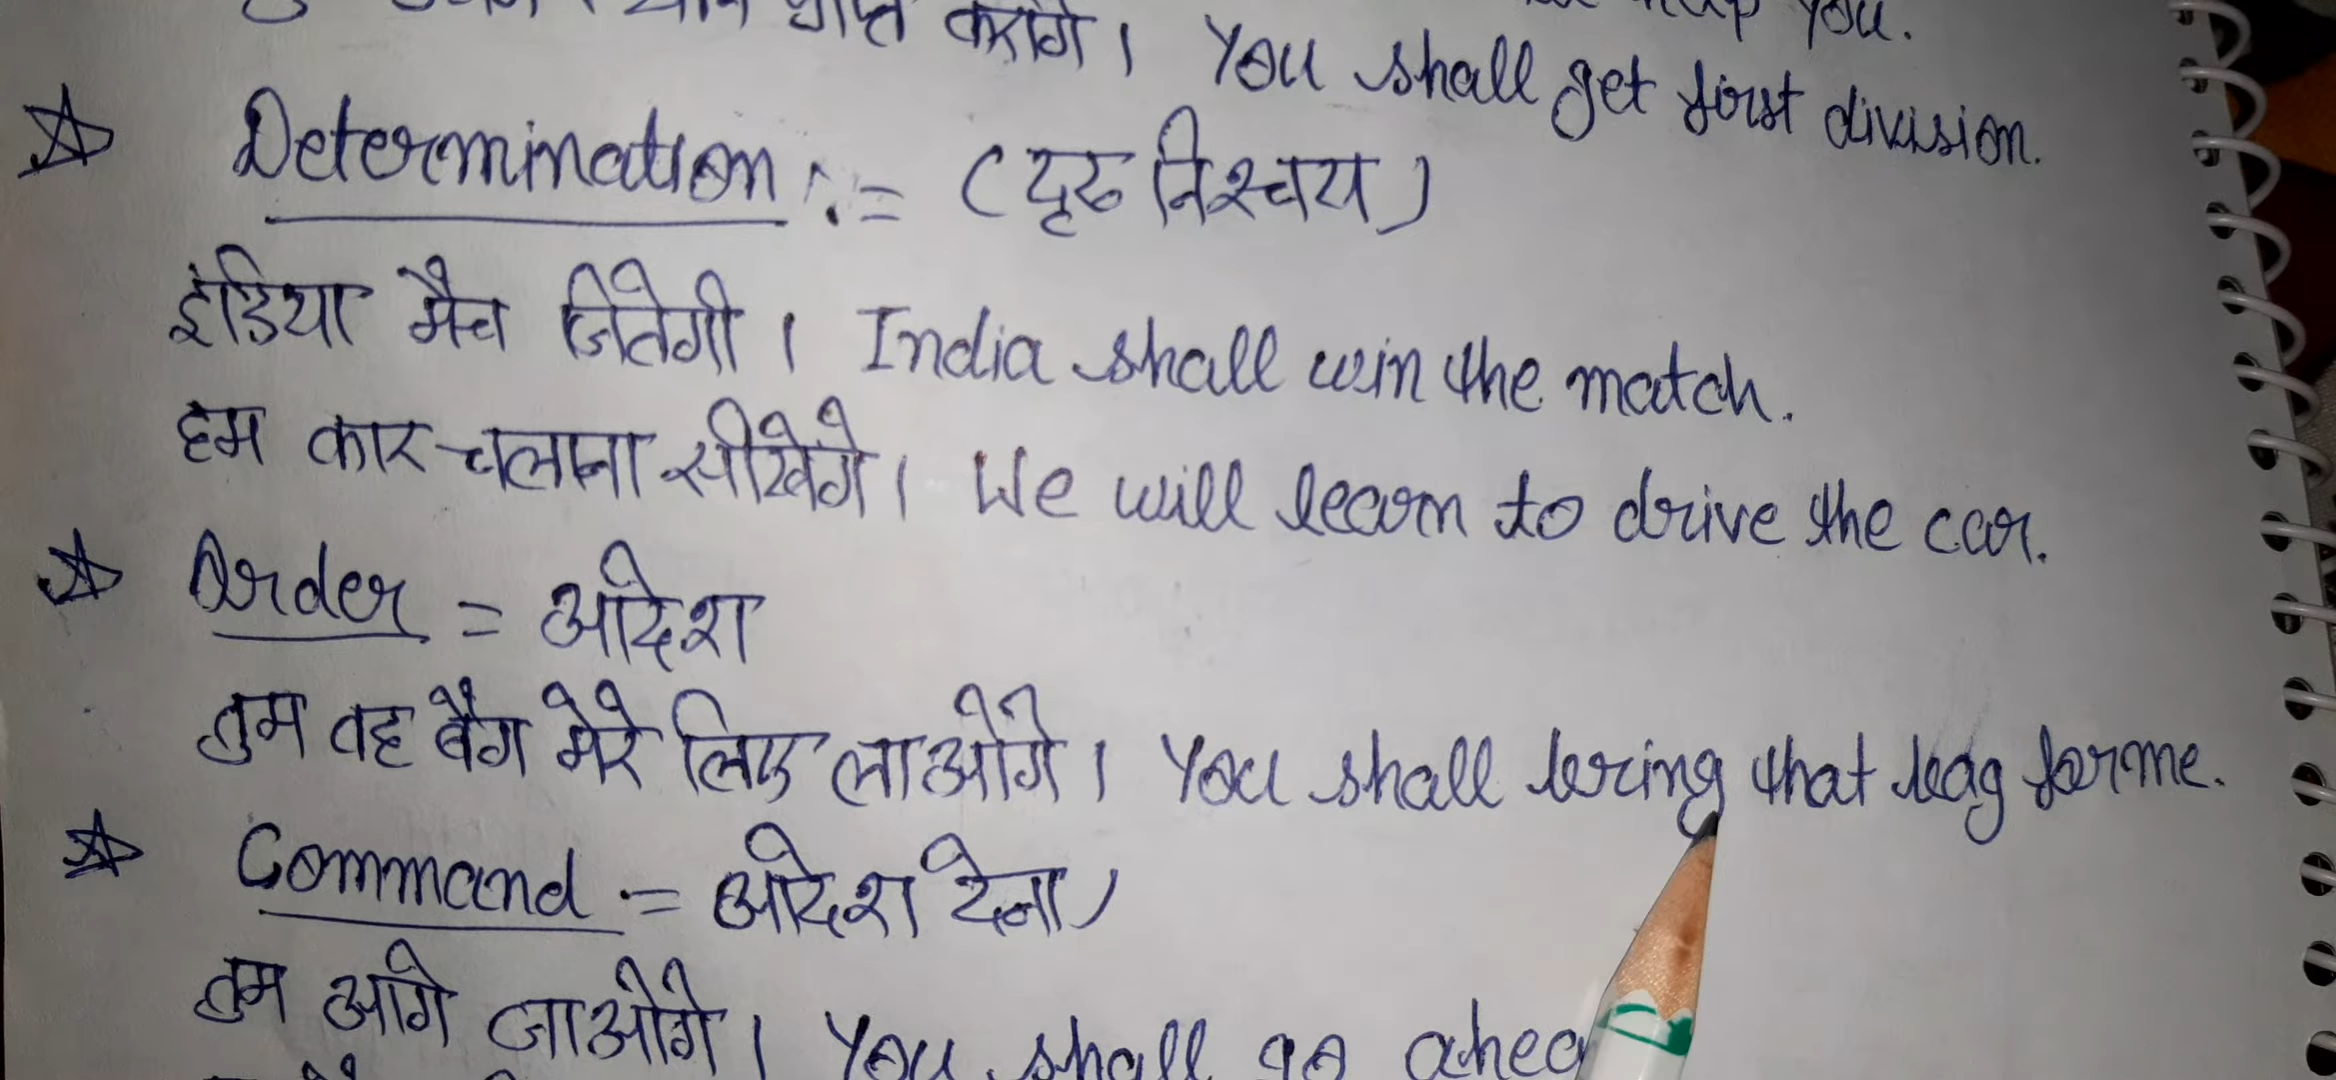 you.
प्राप्त करोगे। You shall get first division.
Determination := (दृढ निश्चय)
इंडिया मैच जितेगी। India shall win the match.
हम कार चलाना सीखेंगे। We will learn to drive the car.
Order = आदेश
तुम वह बैग मेरे लिए लाओगे। You shall bring that bag for me.
Command = आदेश देना)
तुम आगे जाओगे। You shall go